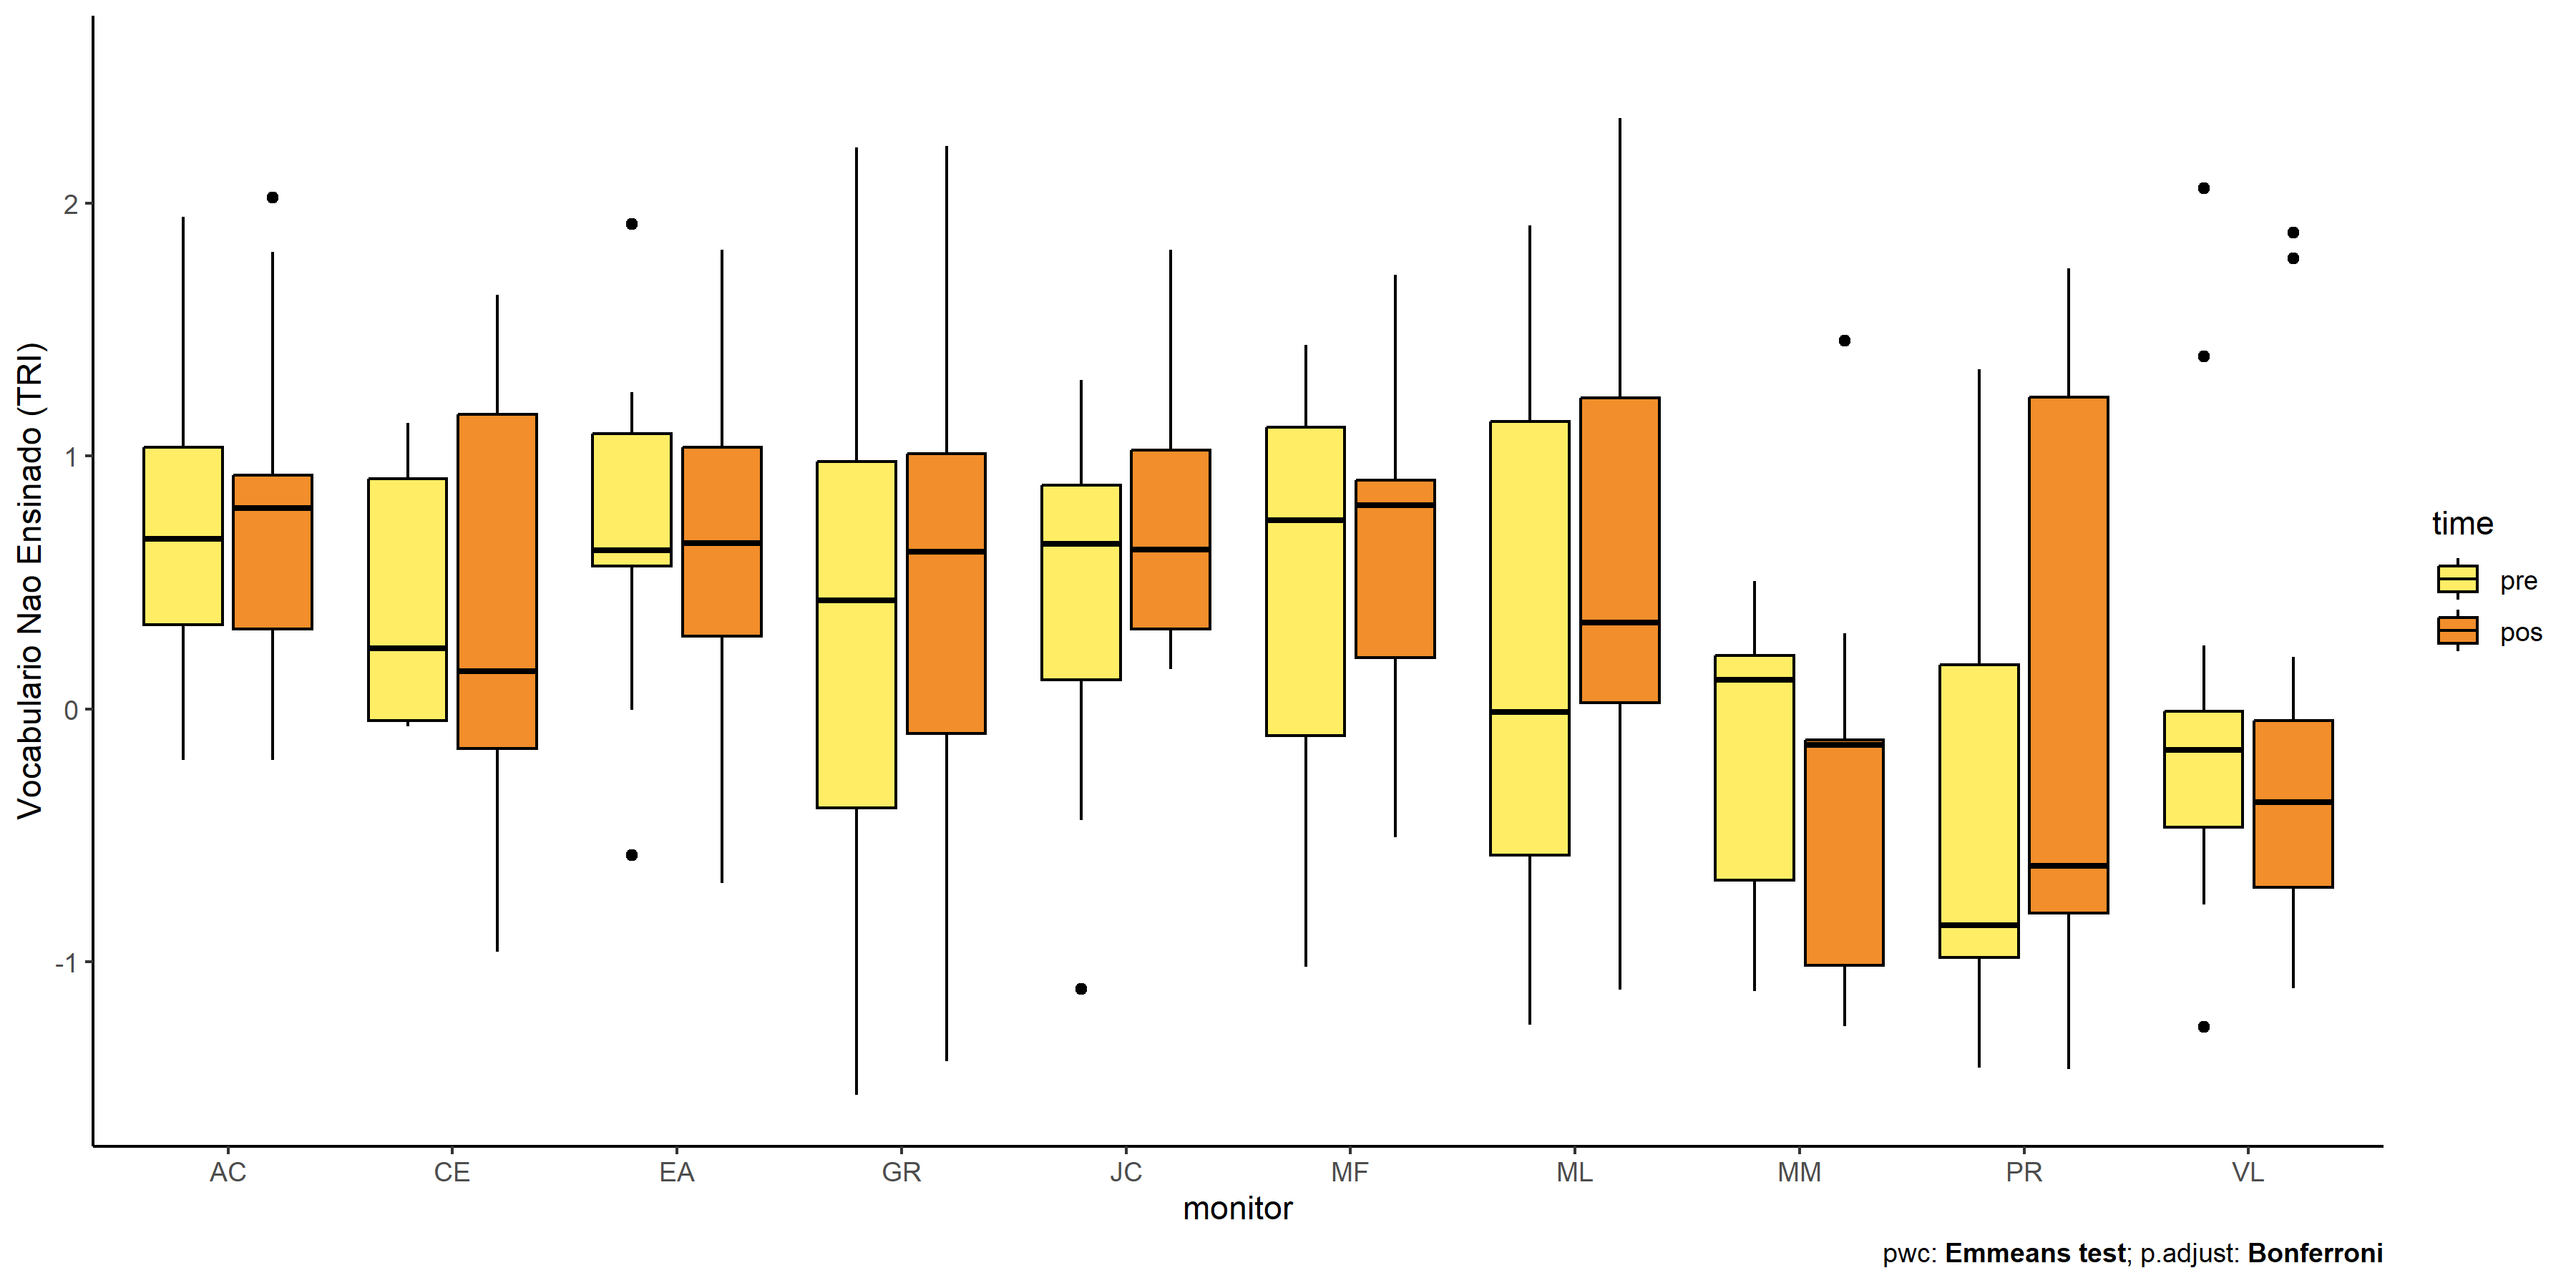 Vocabulario Nao Ensinado (TRI)
2
1
0
-1
AC CE EA GR JC MF ML MM PR VL
monitor
time
pre
pos
pwc: Emmeans test; p.adjust: Bonferroni